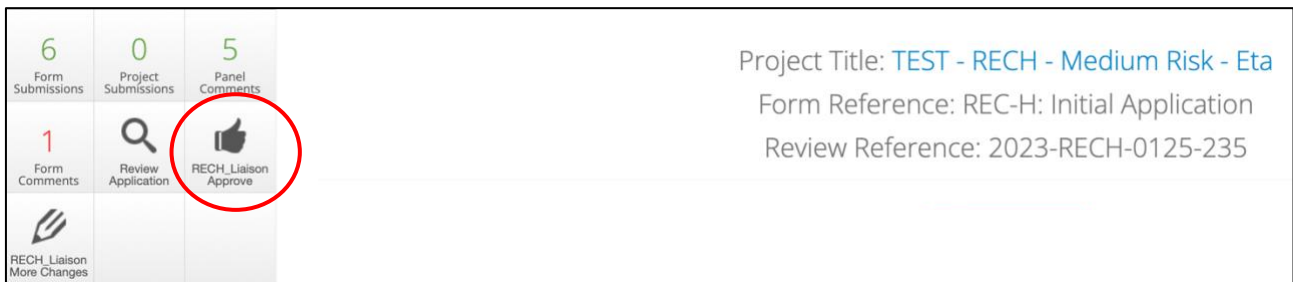 6
Form
Submissions
0
Project
Submissions
5
Panel
Comments
1
Form
Comments
Review
Application
RECH_Liaison
Approve
RECH_Liaison
More Changes
Project Title: TEST - RECH - Medium Risk - Eta
Form Reference: REC-H: Initial Application
Review Reference: 2023-RECH-0125-235